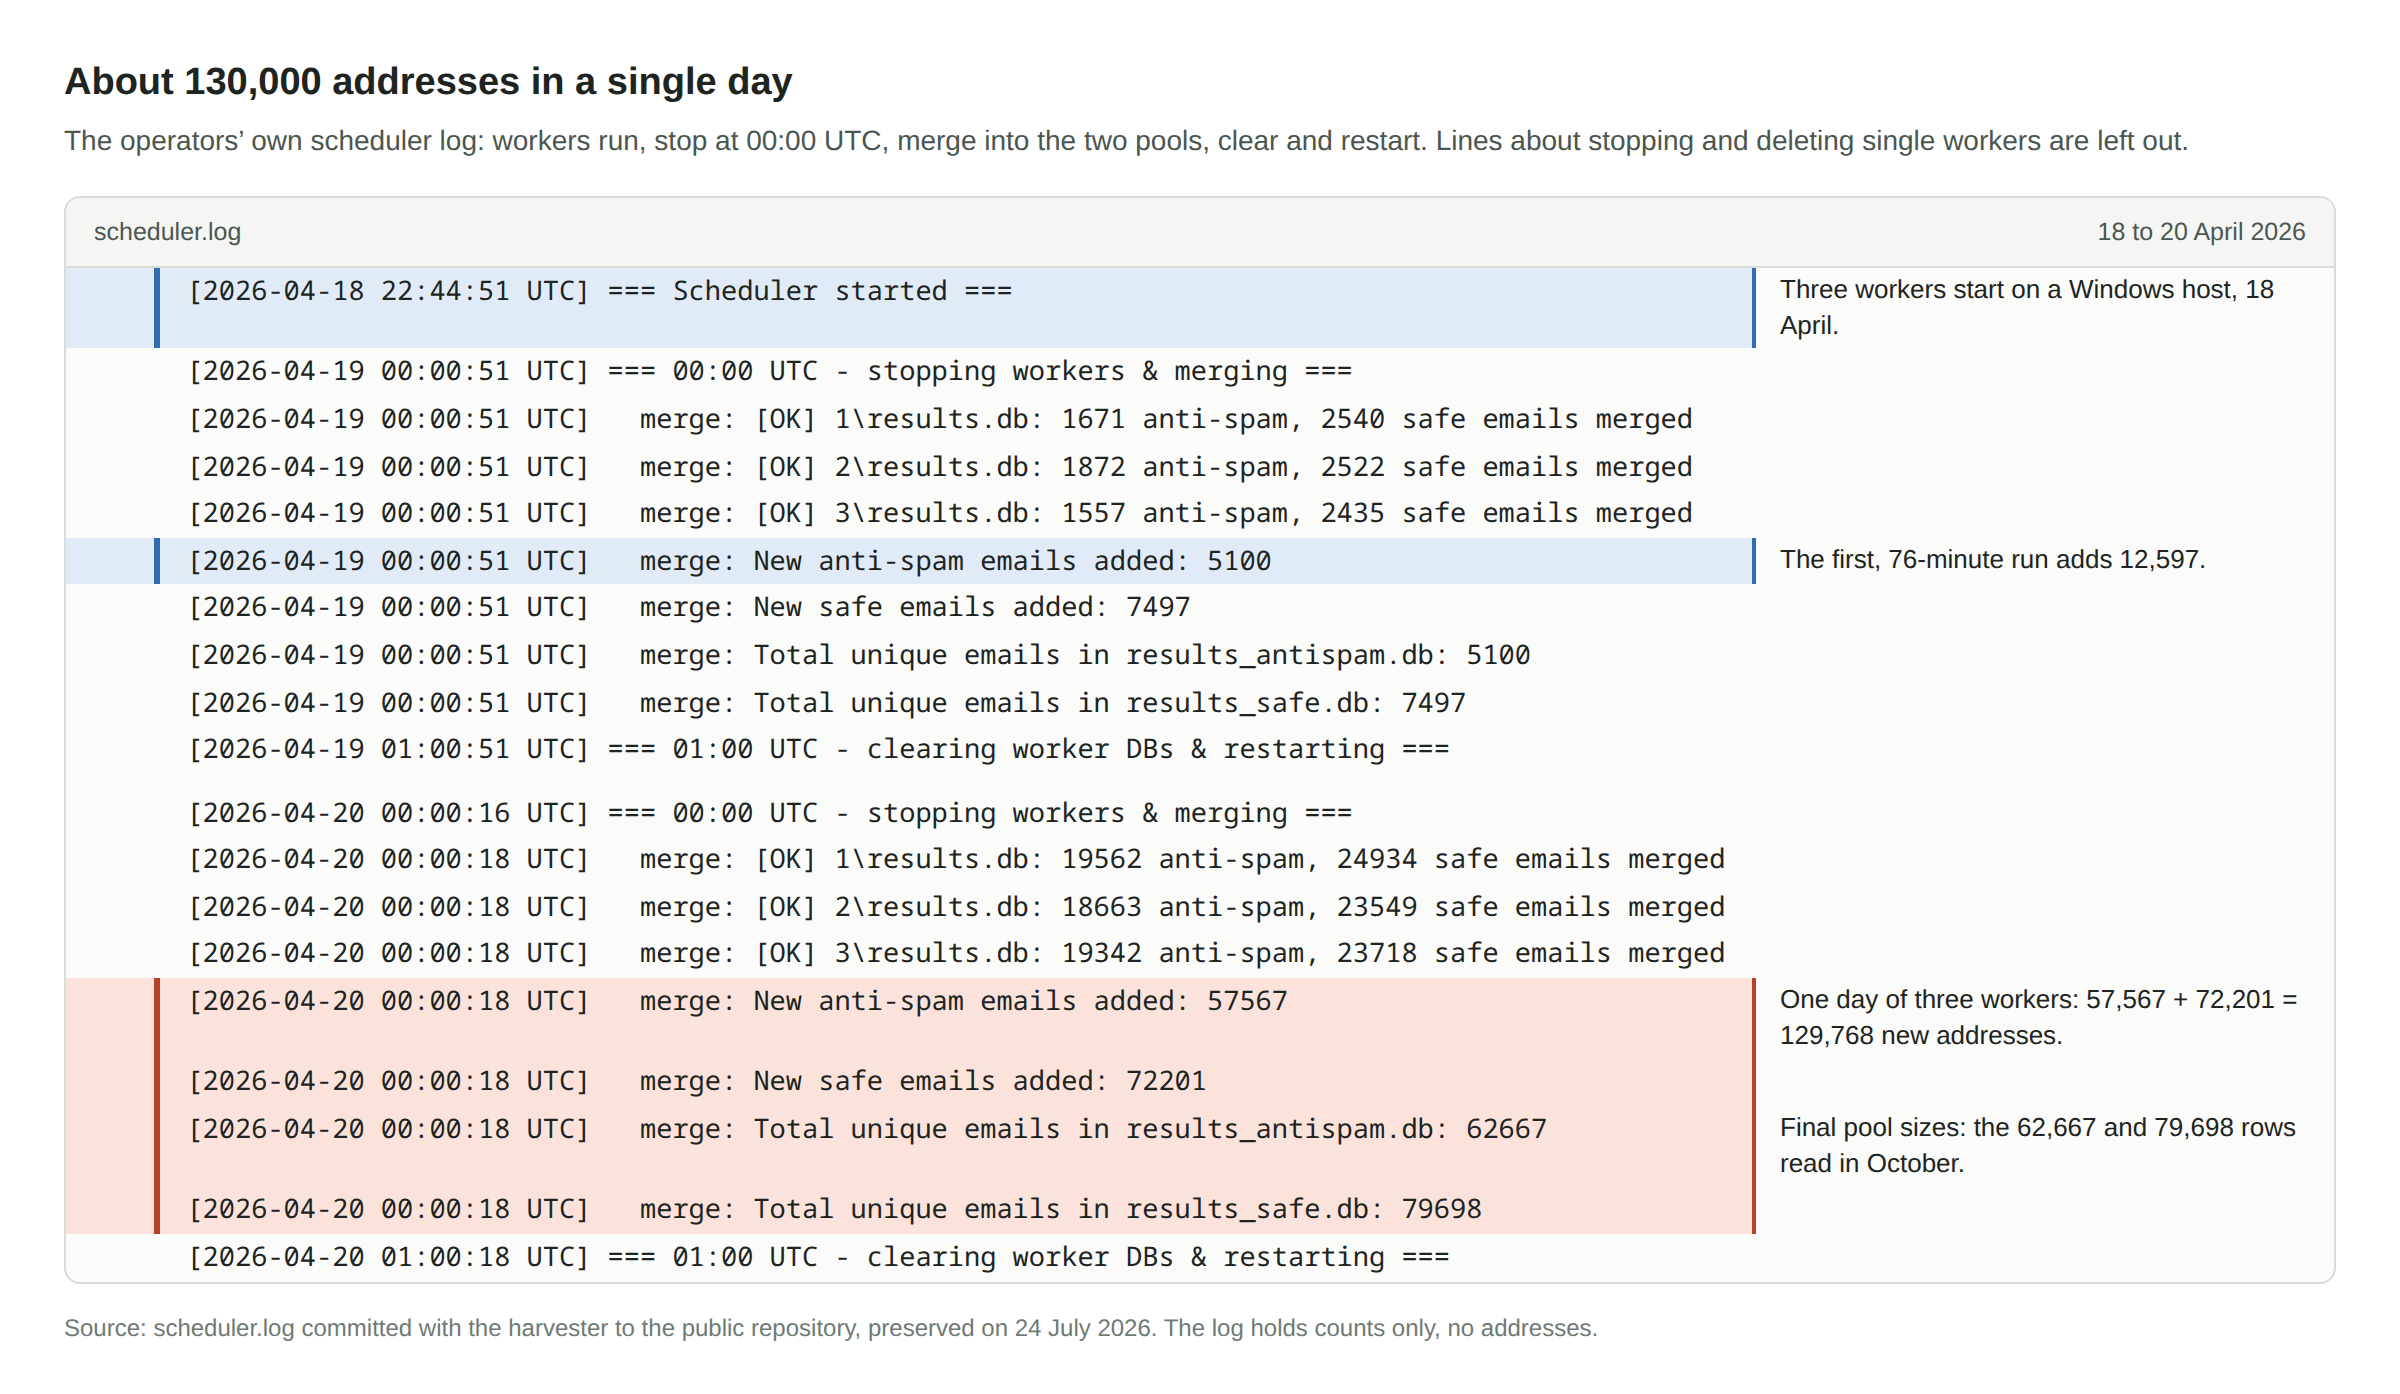 About 130,000 addresses in a single day
The operators’ own scheduler log: workers run, stop at 00:00 UTC, merge into the two pools, clear and restart. Lines about stopping and deleting single workers are left out.
scheduler.log
18 to 20 April 2026
[2026-04-18 22:44:51 UTC] === Scheduler started ===
Three workers start on a Windows host, 18
April.
[2026-04-19 00:00:51 UTC] === 00:00 UTC - stopping workers & merging ===
[2026-04-19 00:00:51 UTC]   merge: [OK] 1\results.db: 1671 anti-spam, 2540 safe emails merged
[2026-04-19 00:00:51 UTC]   merge: [OK] 2\results.db: 1872 anti-spam, 2522 safe emails merged
[2026-04-19 00:00:51 UTC]   merge: [OK] 3\results.db: 1557 anti-spam, 2435 safe emails merged
[2026-04-19 00:00:51 UTC]   merge: New anti-spam emails added: 5100
The first, 76-minute run adds 12,597.
[2026-04-19 00:00:51 UTC]   merge: New safe emails added: 7497
[2026-04-19 00:00:51 UTC]   merge: Total unique emails in results_antispam.db: 5100
[2026-04-19 00:00:51 UTC]   merge: Total unique emails in results_safe.db: 7497
[2026-04-19 01:00:51 UTC] === 01:00 UTC - clearing worker DBs & restarting ===
[2026-04-20 00:00:16 UTC] === 00:00 UTC - stopping workers & merging ===
[2026-04-20 00:00:18 UTC]   merge: [OK] 1\results.db: 19562 anti-spam, 24934 safe emails merged
[2026-04-20 00:00:18 UTC]   merge: [OK] 2\results.db: 18663 anti-spam, 23549 safe emails merged
[2026-04-20 00:00:18 UTC]   merge: [OK] 3\results.db: 19342 anti-spam, 23718 safe emails merged
[2026-04-20 00:00:18 UTC]   merge: New anti-spam emails added: 57567
One day of three workers: 57,567 + 72,201 =
129,768 new addresses.
[2026-04-20 00:00:18 UTC]   merge: New safe emails added: 72201
[2026-04-20 00:00:18 UTC]   merge: Total unique emails in results_antispam.db: 62667
Final pool sizes: the 62,667 and 79,698 rows
read in October.
[2026-04-20 00:00:18 UTC]   merge: Total unique emails in results_safe.db: 79698
[2026-04-20 01:00:18 UTC] === 01:00 UTC - clearing worker DBs & restarting ===
Source: scheduler.log committed with the harvester to the public repository, preserved on 24 July 2026. The log holds counts only, no addresses.